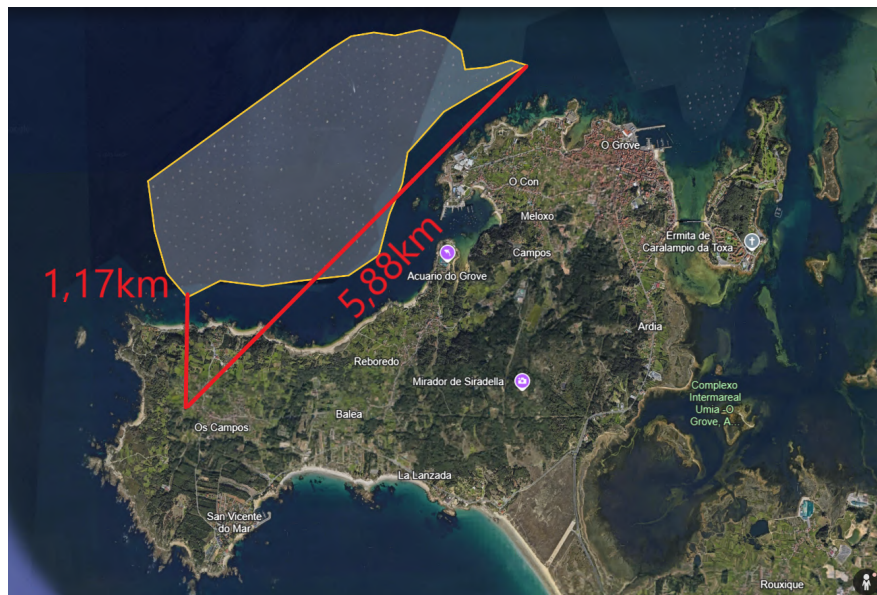 O Grove
O Con
Meloxo
Ermita de
Caralampio da Toxa
Campos
1,17km
5,88km
Acuario do Grove
Ardia
Reboredo
Mirador de Siradella
Complexo
Intermareal
Umia -O
Grove, A...
Balea
Os Campos
La Lanzada
San Vicente
do Mar
Rouxique